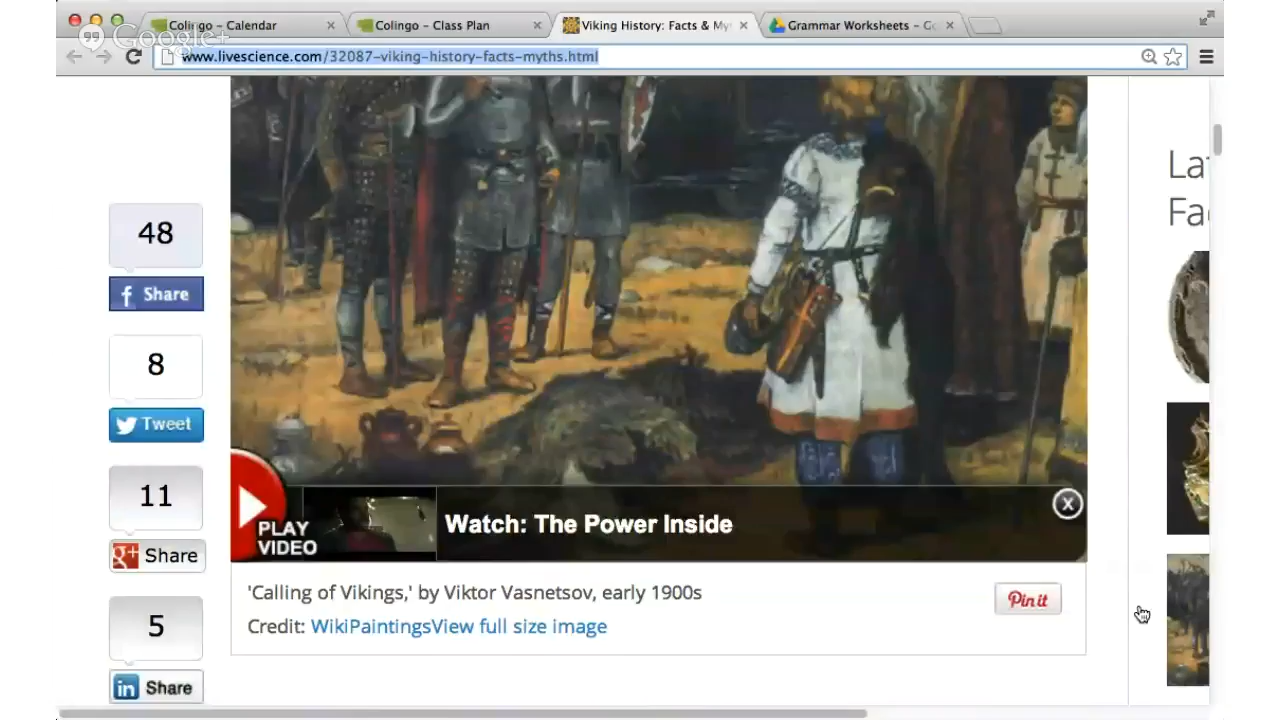 Colingo – Calendar
Colingo – Class Plan
Viking History: Facts & My
Grammar Worksheets – Go
Google+
www.livescience.com/32087-viking-history-facts-myths.html
La
Fa
48
f Share
8
Tweet
11
g+ Share
5
in Share
PLAY
VIDEO
Watch: The Power Inside
'Calling of Vikings,' by Viktor Vasnetsov, early 1900s
Pin it
Credit: WikiPaintingsView full size image